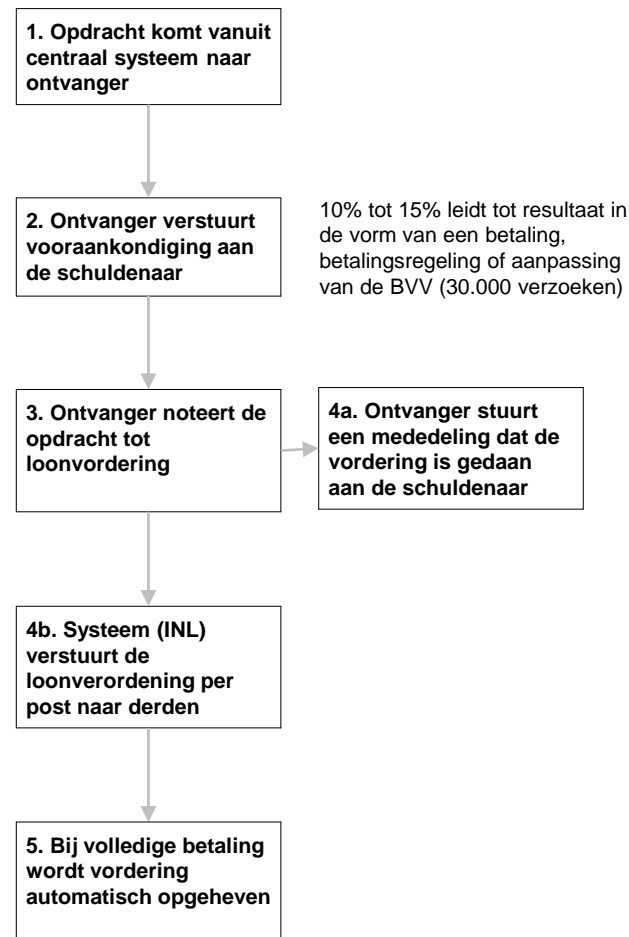 1. Opdracht komt vanuit
centraal systeem naar
ontvanger
2. Ontvanger verstuurt
vooraankondiging aan
de schuldenaar
10% tot 15% leidt tot resultaat in
de vorm van een betaling,
betalingsregeling of aanpassing
van de BVV (30.000 verzoeken)
3. Ontvanger noteert de
opdracht tot
loonvordering
4a. Ontvanger stuurt
een mededeling dat de
vordering is gedaan
aan de schuldenaar
4b. Systeem (INL)
verstuurt de
loonverordening per
post naar derden
5. Bij volledige betaling
wordt vordering
automatisch opgeheven